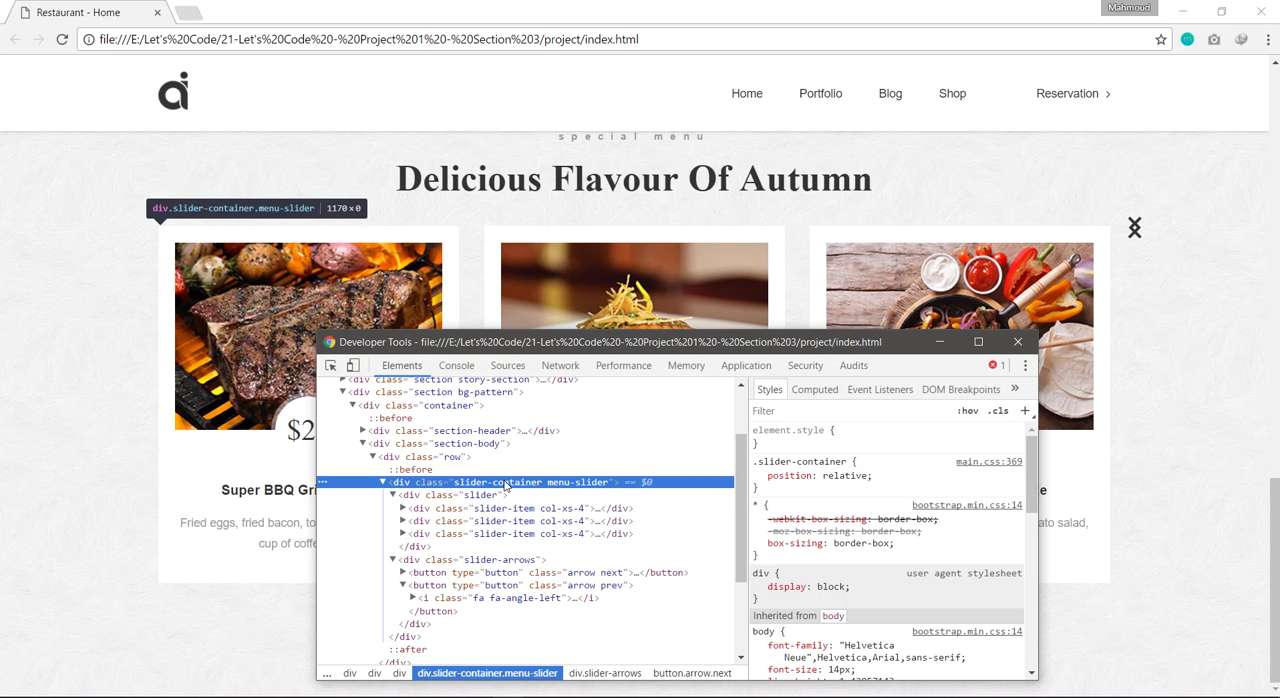 Restaurant - Home
Mahmoud
file:///E:/Let's%20Code/21-Let's%20Code%20-%20Project%201%20-%20Section%203/project/index.html
Home Portfolio Blog Shop Reservation
special menu
Delicious Flavour Of Autumn
div.slider-container.menu-slider | 1170×0
$2
Super BBQ Gri
Fried eggs, fried bacon, to
cup of coffe
ato salad,
Developer Tools - file:///E:/Let's%20Code/21-Let's%20Code%20-%20Project%201%20-%20Section%203/project/index.html
Elements Console Sources Network Performance Memory Application Security Audits 1
<div class="section story-section">…</div>
<div class="section bg-pattern">
<div class="container">
::before
<div class="section-header">…</div>
<div class="section-body">
<div class="row">
::before
<div class="slider-container menu-slider"> == $0
<div class="slider">
<div class="slider-item col-xs-4">…</div>
<div class="slider-item col-xs-4">…</div>
<div class="slider-item col-xs-4">…</div>
</div>
<div class="slider-arrows">
<button type="button" class="arrow next">…</button>
<button type="button" class="arrow prev">
<i class="fa fa-angle-left">…</i>
</button>
</div>
</div>
::after
</div>
... div div div div.slider-container.menu-slider div.slider-arrows button.arrow.next
Styles Computed Event Listeners DOM Breakpoints »
Filter :hov .cls +
element.style {
}
.slider-container { main.css:369
position: relative;
}
* { bootstrap.min.css:14
-webkit-box-sizing: border-box;
-moz-box-sizing: border-box;
box-sizing: border-box;
}
div { user agent stylesheet
display: block;
}
Inherited from body
body { bootstrap.min.css:14
font-family: "Helvetica
Neue",Helvetica,Arial,sans-serif;
font-size: 14px;